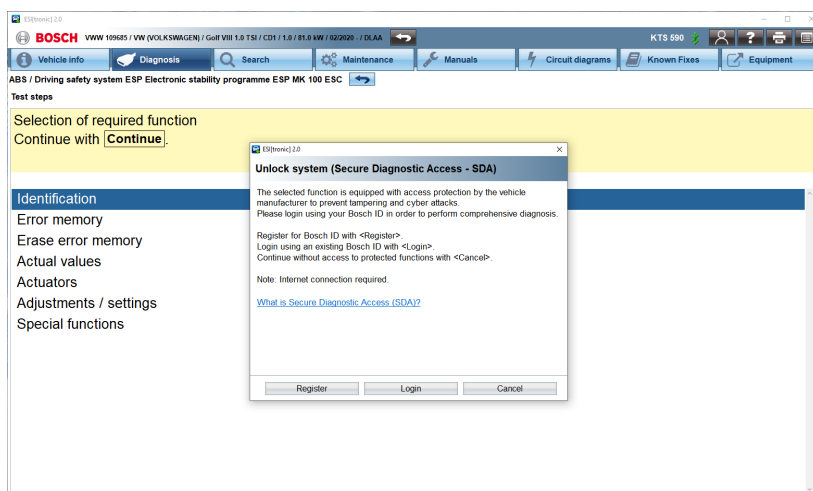 ESI[tronic] 2.0
BOSCH VWW 109685 / VW (VOLKSWAGEN) / Golf VIII 1.0 TSI / CD1 / 1.0 / 81.0 kW / 02/2020 - / DLAA KTS 590 ?
Vehicle info Diagnosis Search Maintenance Manuals Circuit diagrams Known Fixes Equipment
ABS / Driving safety system ESP Electronic stability programme ESP MK 100 ESC
Test steps
Selection of required function
Continue with Continue.
Identification
Error memory
Erase error memory
Actual values
Actuators
Adjustments / settings
Special functions
ESI[tronic] 2.0
Unlock system (Secure Diagnostic Access - SDA)
The selected function is equipped with access protection by the vehicle
manufacturer to prevent tampering and cyber attacks.
Please login using your Bosch ID in order to perform comprehensive diagnosis.
Register for Bosch ID with <Register>.
Login using an existing Bosch ID with <Login>.
Continue without access to protected functions with <Cancel>.
Note: Internet connection required.
What is Secure Diagnostic Access (SDA)?
Register Login Cancel